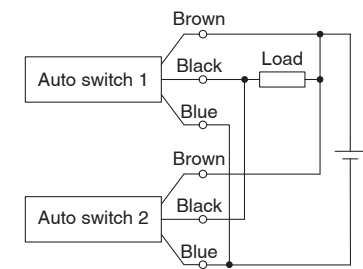 Brown
Black
Load
Auto switch 1
Blue
Brown
Black
Auto switch 2
Blue